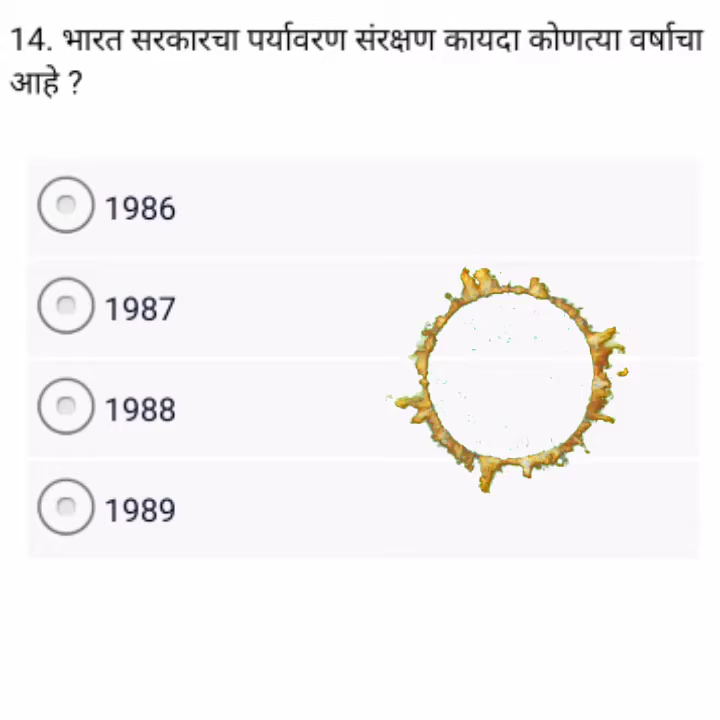 14. भारत सरकारचा पर्यावरण संरक्षण कायदा कोणत्या वर्षाचा
आहे ?
1986
1987
1988
1989